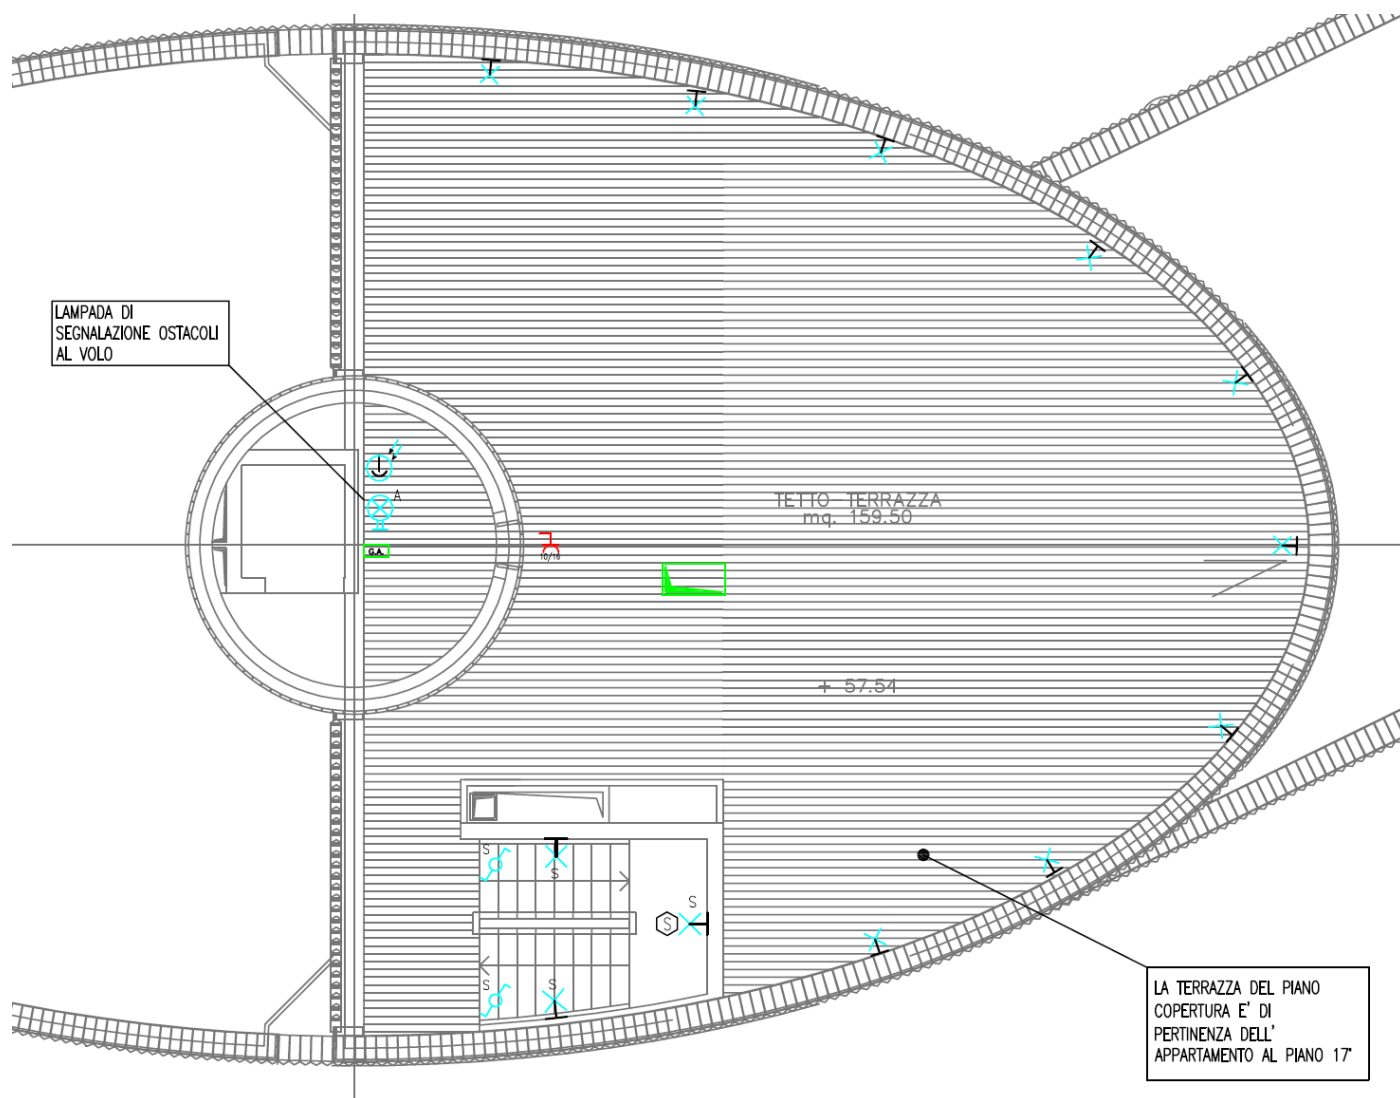 LAMPADA DI
SEGNALAZIONE OSTACOLI
AL VOLO
A
G.A.
10/16
TETTO TERRAZZA
mq. 159.50
+ 57.54
S
S
S
S
S
S
LA TERRAZZA DEL PIANO
COPERTURA E' DI
PERTINENZA DELL'
APPARTAMENTO AL PIANO 17°